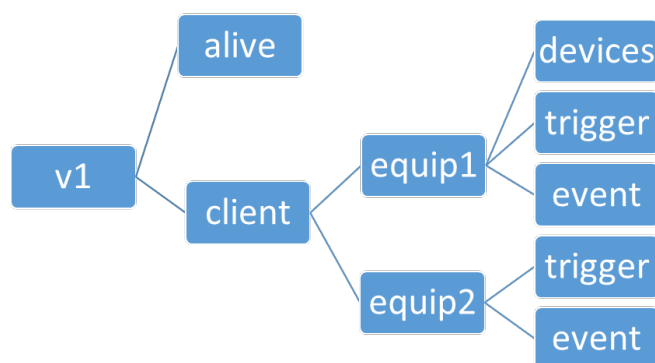 alive
devices
trigger
v1
equip1
event
client
trigger
equip2
event